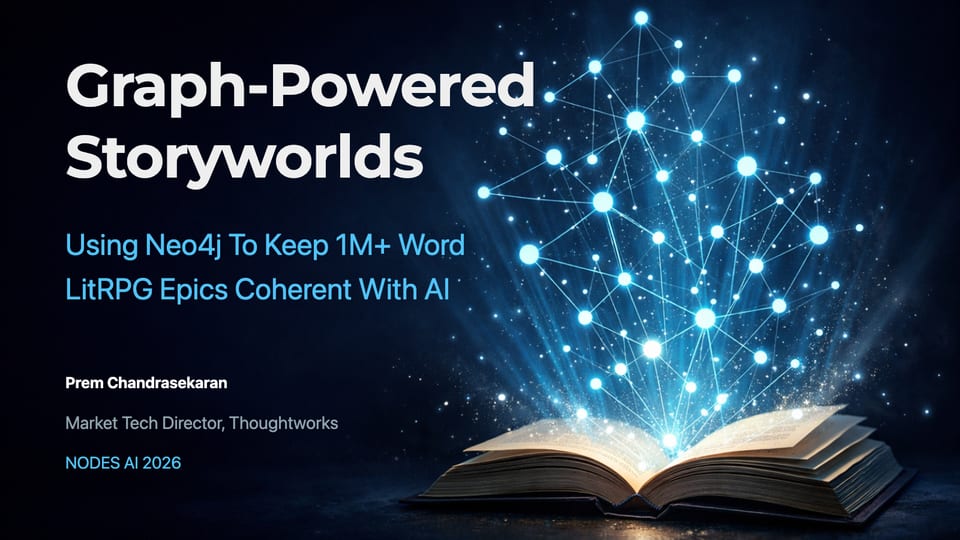 Graph-Powered
Storyworlds
Using Neo4j To Keep 1M+ Word
LitRPG Epics Coherent With AI
Prem Chandrasekaran
Market Tech Director, Thoughtworks
NODES AI 2026